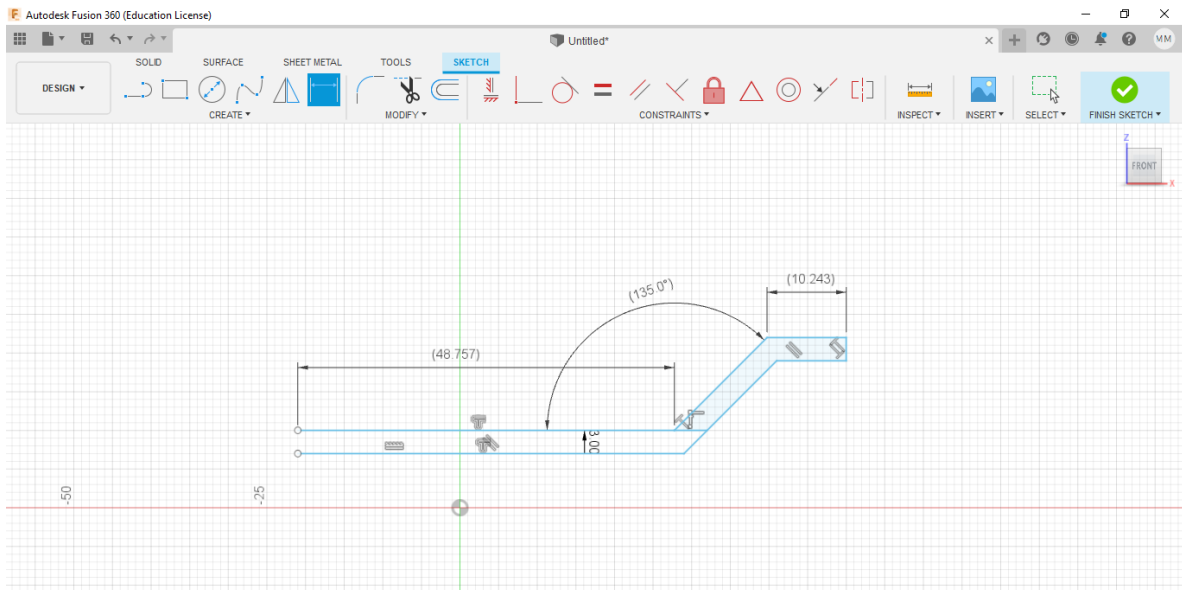 F Autodesk Fusion 360 (Education License)
Untitled*
MM
SOLID SURFACE SHEET METAL TOOLS SKETCH
DESIGN
CREATE MODIFY CONSTRAINTS INSPECT INSERT SELECT FINISH SKETCH
Z
FRONT
X
(10.243)
(135.0°)
(48.757)
3.00
-50
-25